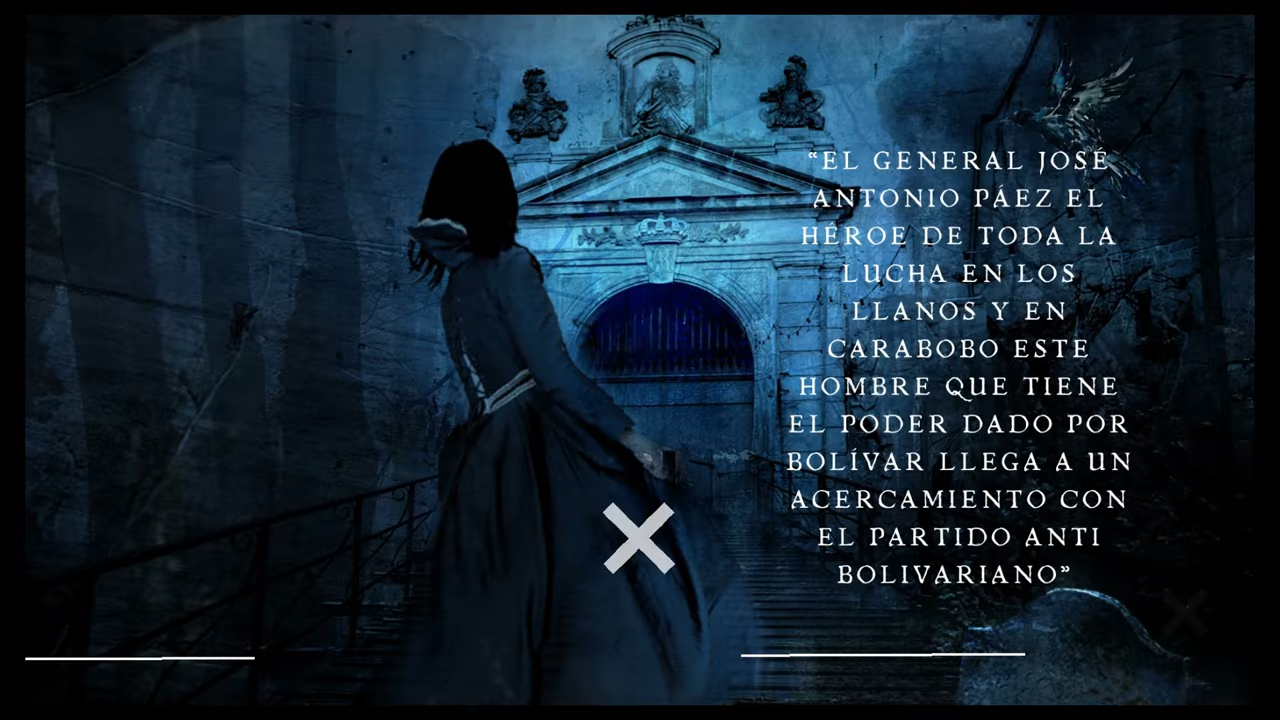 “EL GENERAL JOSÉ
ANTONIO PÁEZ EL
HÉROE DE TODA LA
LUCHA EN LOS
LLANOS Y EN
CARABOBO ESTE
HOMBRE QUE TIENE
EL PODER DADO POR
BOLÍVAR LLEGA A UN
ACERCAMIENTO CON
EL PARTIDO ANTI
BOLIVARIANO”